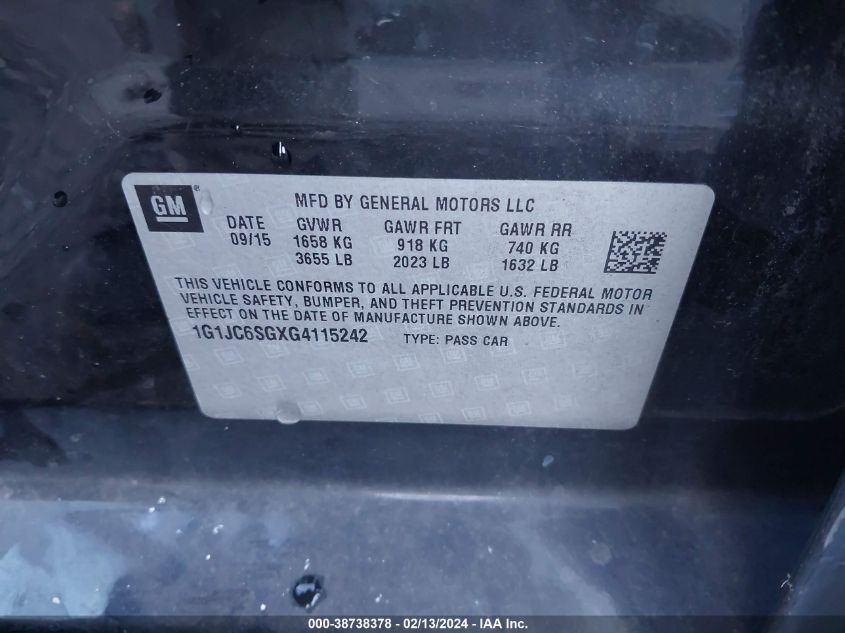 GM ®
MFD BY GENERAL MOTORS LLC
DATE GVWR GAWR FRT GAWR RR
09/15 1658 KG 918 KG 740 KG
3655 LB 2023 LB 1632 LB
THIS VEHICLE CONFORMS TO ALL APPLICABLE U.S. FEDERAL MOTOR
VEHICLE SAFETY, BUMPER, AND THEFT PREVENTION STANDARDS IN
EFFECT ON THE DATE OF MANUFACTURE SHOWN ABOVE.
1G1JC6SGXG4115242 TYPE: PASS CAR
000-38738378 - 02/13/2024 - IAA Inc.